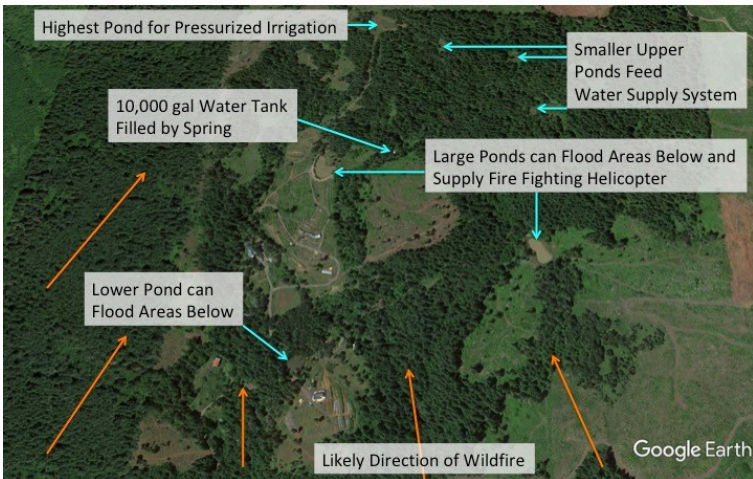 Highest Pond for Pressurized Irrigation
Smaller Upper
Ponds Feed
Water Supply System
10,000 gal Water Tank
Filled by Spring
Large Ponds can Flood Areas Below and
Supply Fire Fighting Helicopter
Lower Pond can
Flood Areas Below
Likely Direction of Wildfire
Google Earth